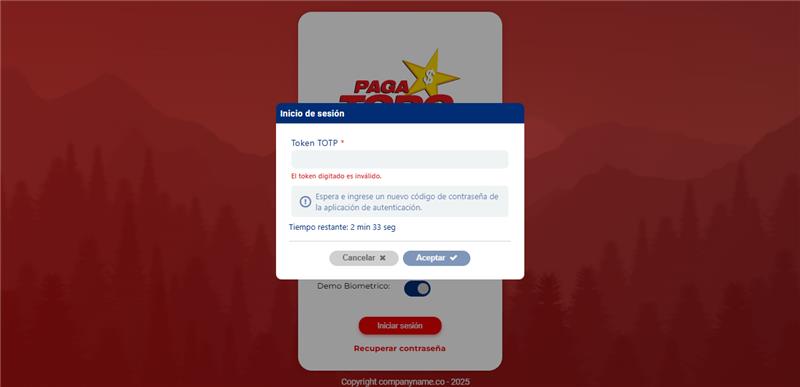 PAGA
TODO
Inicio de sesión
Token TOTP *
El token digitado es inválido.
Espera e ingrese un nuevo código de contraseña de
la aplicación de autenticación.
Tiempo restante: 2 min 33 seg
Cancelar
Aceptar
Demo Biometrico:
Iniciar sesión
Recuperar contraseña
Copyright companyname.co - 2025